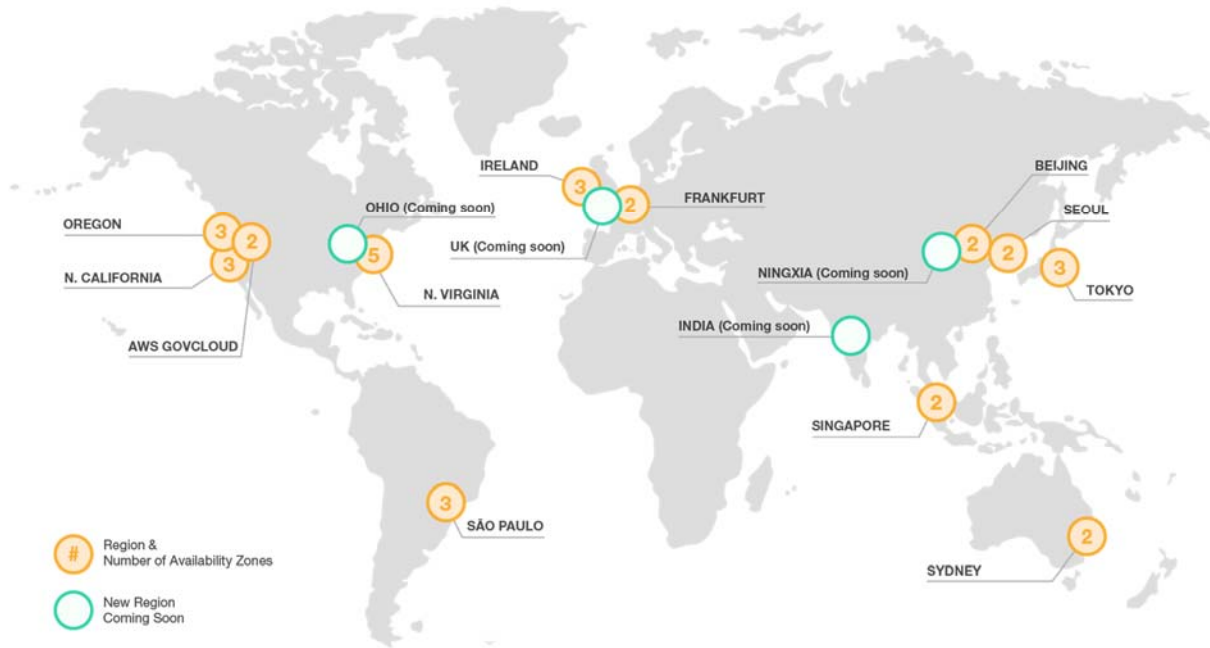 IRELAND
3
BEIJING
FRANKFURT
2
OHIO (Coming soon)
SEOUL
OREGON
3
2
UK (Coming soon)
2
2
N. CALIFORNIA
3
5
NINGXIA (Coming soon)
3
N. VIRGINIA
TOKYO
INDIA (Coming soon)
AWS GOVCLOUD
2
SINGAPORE
3
SÃO PAULO
2
SYDNEY
# Region &
Number of Availability Zones
New Region
Coming Soon